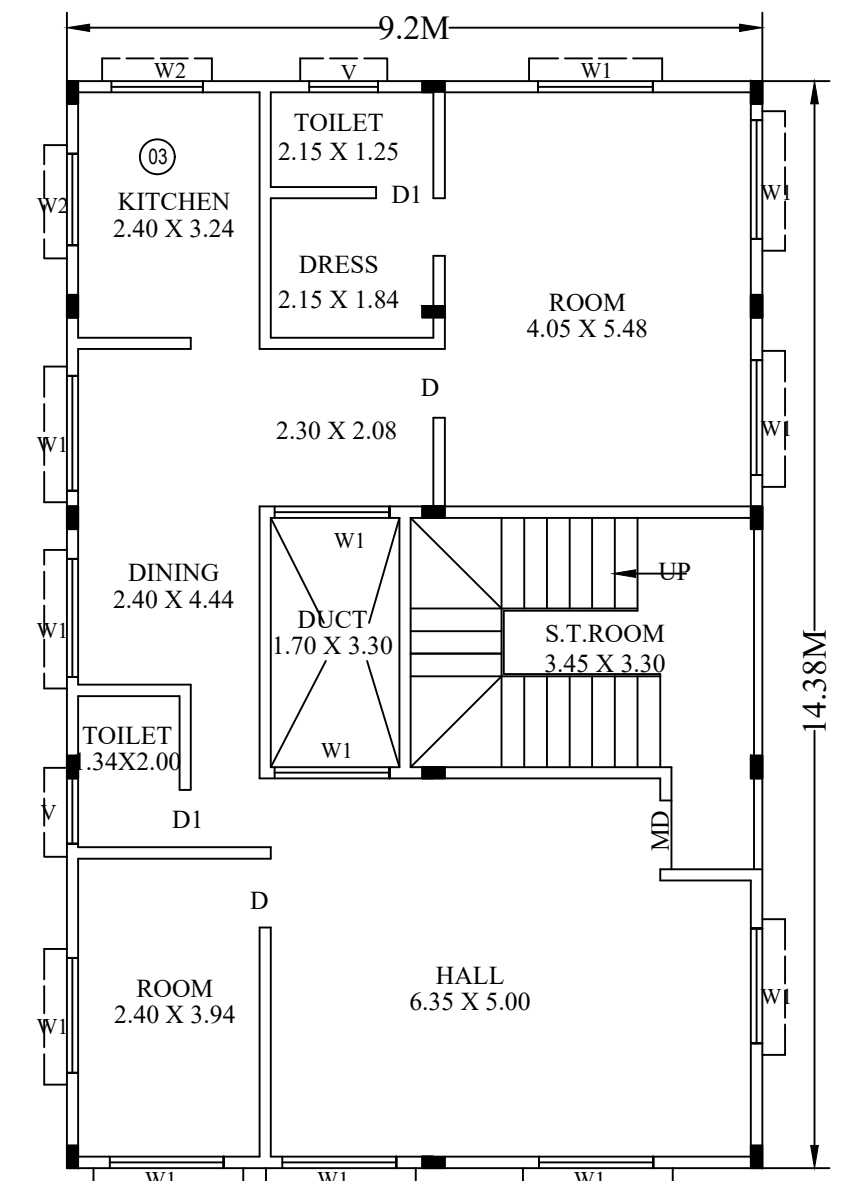 9.2M
W2
V
W1
TOILET
2.15 X 1.25
03
W2
KITCHEN
2.40 X 3.24
D1
W1
DRESS
2.15 X 1.84
ROOM
4.05 X 5.48
D
W1
2.30 X 2.08
W1
W1
DINING
2.40 X 4.44
UP
DUCT
1.70 X 3.30
S.T.ROOM
3.45 X 3.30
W1
14.38M
TOILET
1.34X2.00
W1
V
D1
MD
D
ROOM
2.40 X 3.94
HALL
6.35 X 5.00
W1
W1
W1
W1
W1